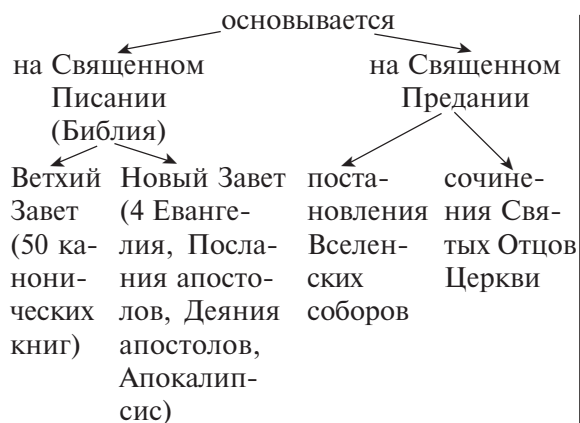 основывается
на Священном
Писании
(Библия)
на Священном
Предании
Ветхий
Завет
(50 ка-
нони-
ческих
книг)
Новый Завет
(4 Еванге-
лия, Посла-
ния апосто-
лов, Деяния
апостолов,
Апокалип-
сис)
поста-
новления
Вселен-
ских
соборов
сочине-
ния Свя-
тых Отцов
Церкви